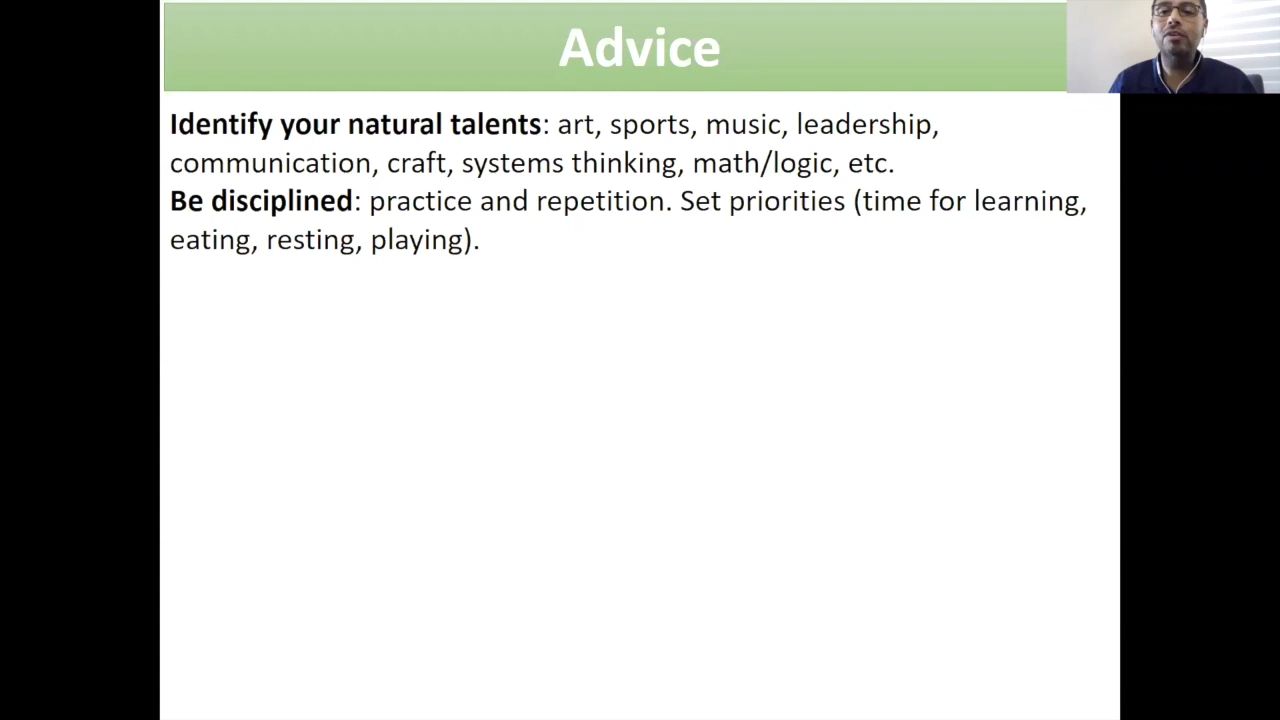 Advice
Identify your natural talents: art, sports, music, leadership,
communication, craft, systems thinking, math/logic, etc.
Be disciplined: practice and repetition. Set priorities (time for learning,
eating, resting, playing).